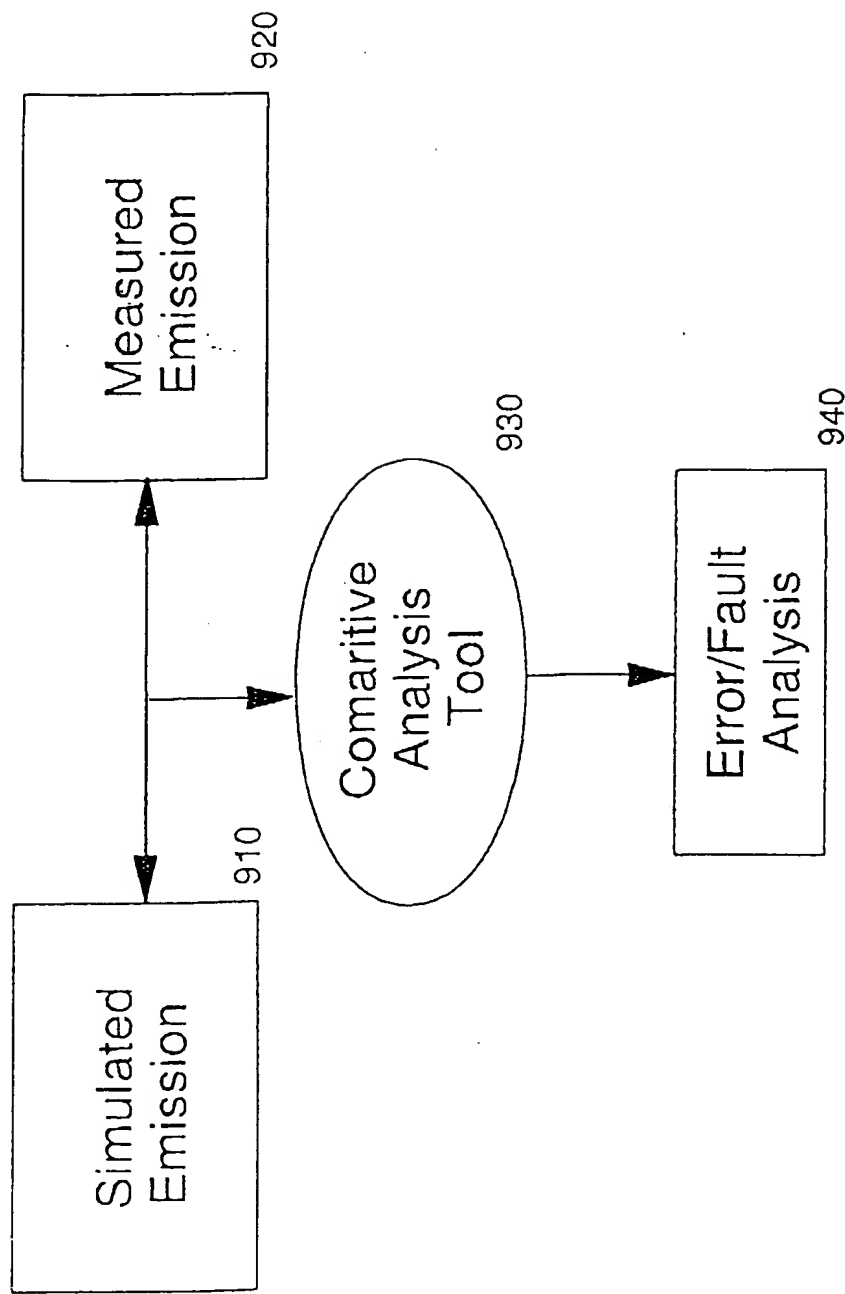 Simulated
Emission
910
Measured
Emission
920
Comaritive
Analysis
Tool
930
Error/Fault
Analysis
940